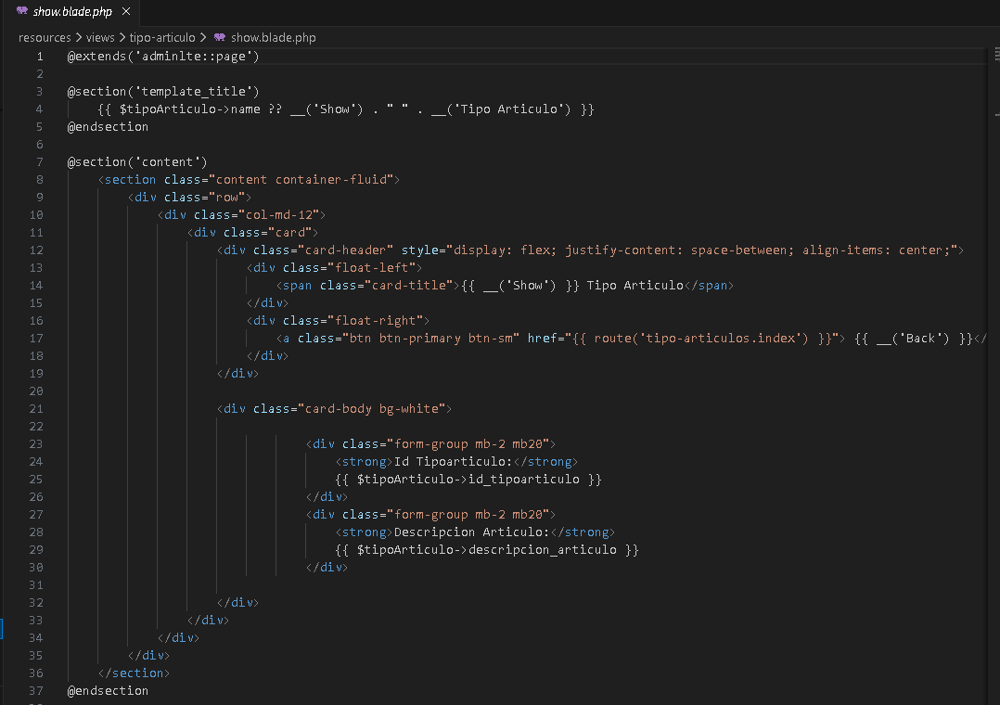 show.blade.php ×
resources > views > tipo-articulo > show.blade.php
1 @extends('adminlte::page')
2
3 @section('template_title')
4 {{ $tipoArticulo->name ?? __('Show') . " " . __('Tipo Articulo') }}
5 @endsection
6
7 @section('content')
8 <section class="content container-fluid">
9 <div class="row">
10 <div class="col-md-12">
11 <div class="card">
12 <div class="card-header" style="display: flex; justify-content: space-between; align-items: center;">
13 <div class="float-left">
14 <span class="card-title">{{ __('Show') }} Tipo Articulo</span>
15 </div>
16 <div class="float-right">
17 <a class="btn btn-primary btn-sm" href="{{ route('tipo-articulos.index') }}"> {{ __('Back') }}</
18 </div>
19 </div>
20
21 <div class="card-body bg-white">
22
23 <div class="form-group mb-2 mb20">
24 <strong>Id Tipoarticulo:</strong>
25 {{ $tipoArticulo->id_tipoarticulo }}
26 </div>
27 <div class="form-group mb-2 mb20">
28 <strong>Descripcion Articulo:</strong>
29 {{ $tipoArticulo->descripcion_articulo }}
30 </div>
31
32 </div>
33 </div>
34 </div>
35 </div>
36 </section>
37 @endsection